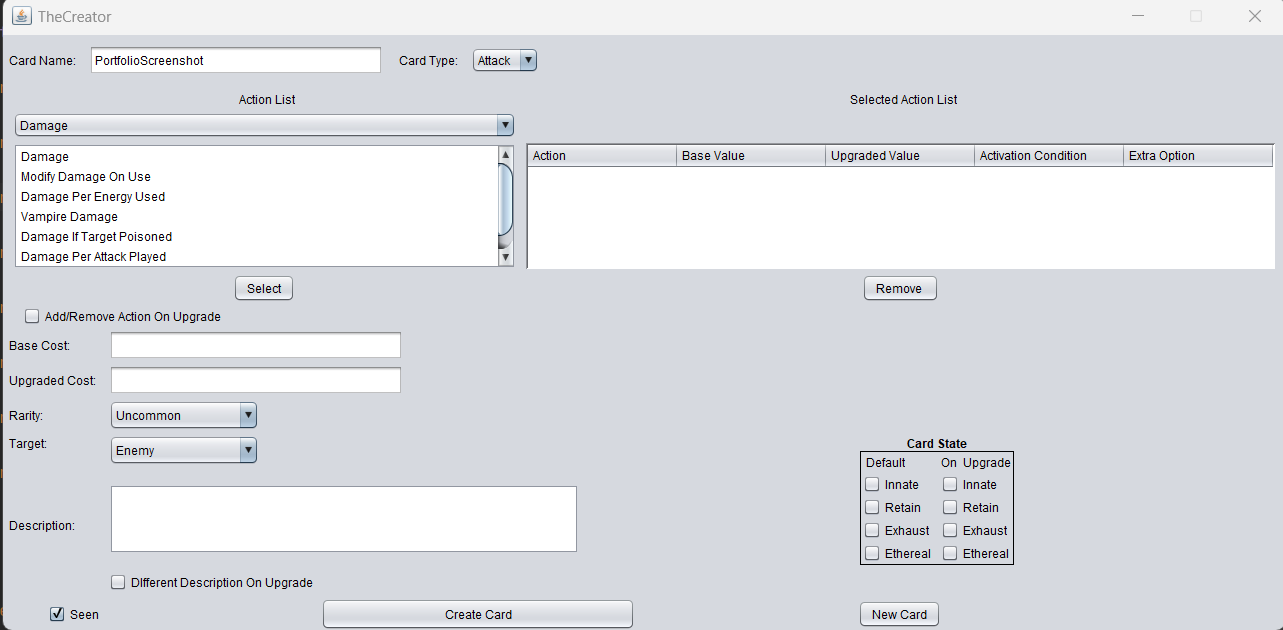 TheCreator
Card Name: PortfolioScreenshot Card Type: Attack
Action List Selected Action List
Damage
Action Base Value Upgraded Value Activation Condition Extra Option
Damage
Modify Damage On Use
Damage Per Energy Used
Vampire Damage
Damage If Target Poisoned
Damage Per Attack Played
Select Remove
Add/Remove Action On Upgrade
Base Cost:
Upgraded Cost:
Rarity: Uncommon
Target: Enemy
Card State
Default On Upgrade
Innate Innate
Retain Retain
Exhaust Exhaust
Ethereal Ethereal
Description:
DIfferent Description On Upgrade
Seen Create Card New Card